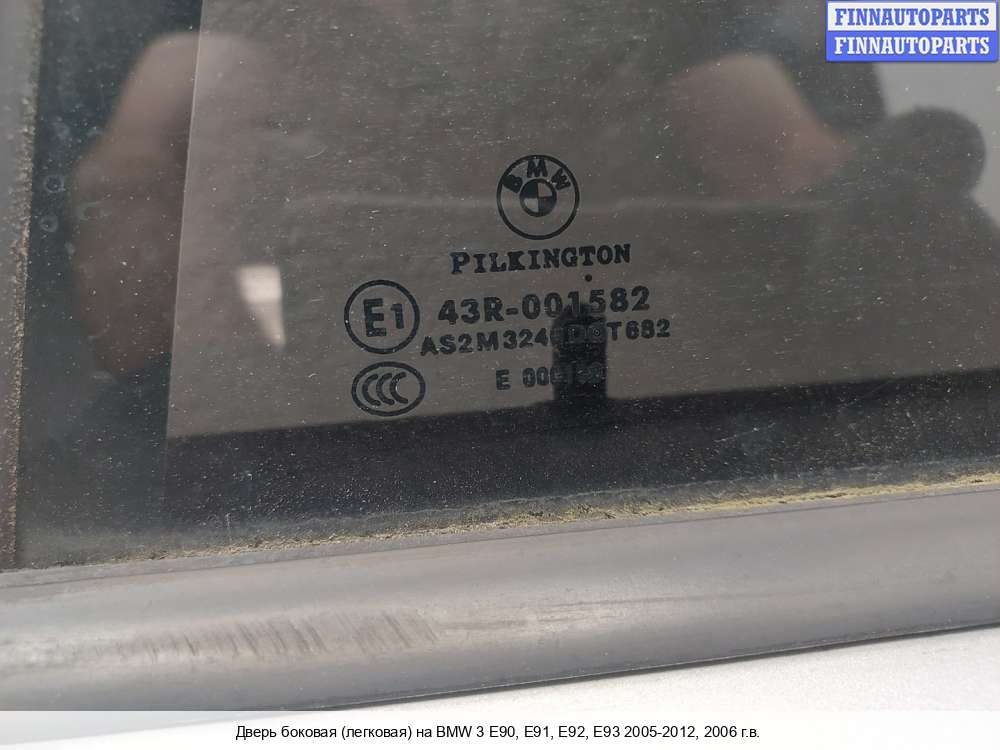 FINNAUTOPARTS
FINNAUTOPARTS
BMW
PILKINGTON
E1
43R-001582
CCC
E
Дверь боковая (легковая) на BMW 3 E90, E91, E92, E93 2005-2012, 2006 г.в.